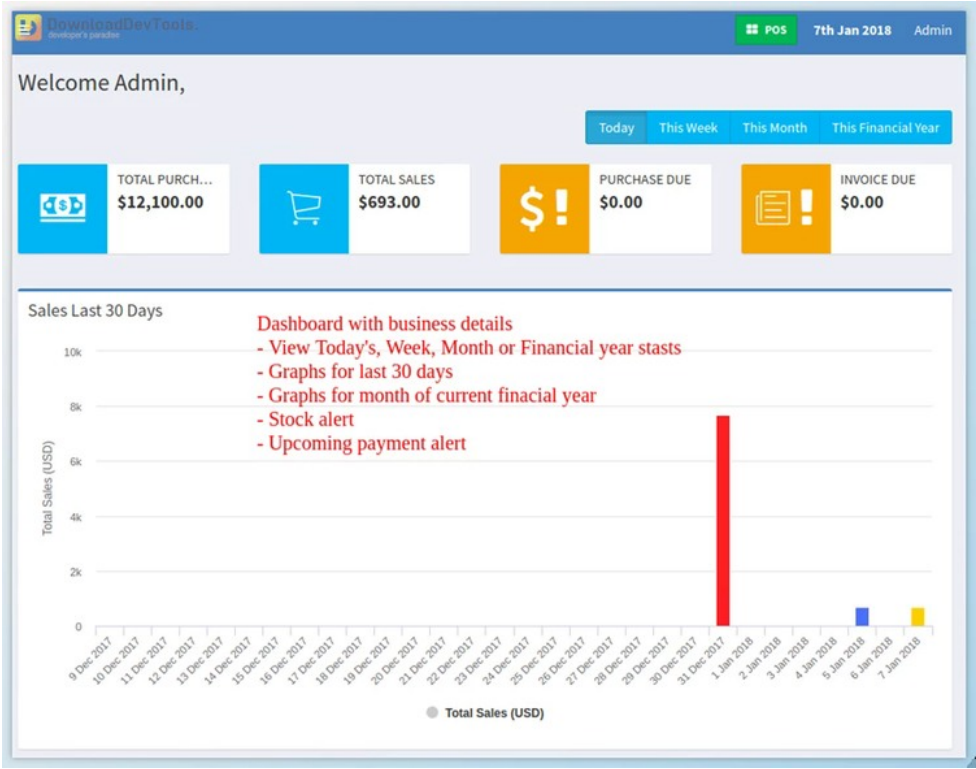 DownloadDevTools.
developer's paradise
POS
7th Jan 2018
Admin
Welcome Admin,
Today
This Week
This Month
This Financial Year
TOTAL PURCH...
$12,100.00
TOTAL SALES
$693.00
PURCHASE DUE
$0.00
INVOICE DUE
$0.00
Sales Last 30 Days
Dashboard with business details
- View Today's, Week, Month or Financial year stasts
- Graphs for last 30 days
- Graphs for month of current finacial year
- Stock alert
- Upcoming payment alert
Total Sales (USD)
10k
8k
6k
4k
2k
0
9 Dec 2017
10 Dec 2017
11 Dec 2017
12 Dec 2017
13 Dec 2017
14 Dec 2017
15 Dec 2017
16 Dec 2017
17 Dec 2017
18 Dec 2017
19 Dec 2017
20 Dec 2017
21 Dec 2017
22 Dec 2017
23 Dec 2017
24 Dec 2017
25 Dec 2017
26 Dec 2017
27 Dec 2017
28 Dec 2017
29 Dec 2017
30 Dec 2017
31 Dec 2017
1 Jan 2018
2 Jan 2018
3 Jan 2018
4 Jan 2018
5 Jan 2018
6 Jan 2018
7 Jan 2018
Total Sales (USD)